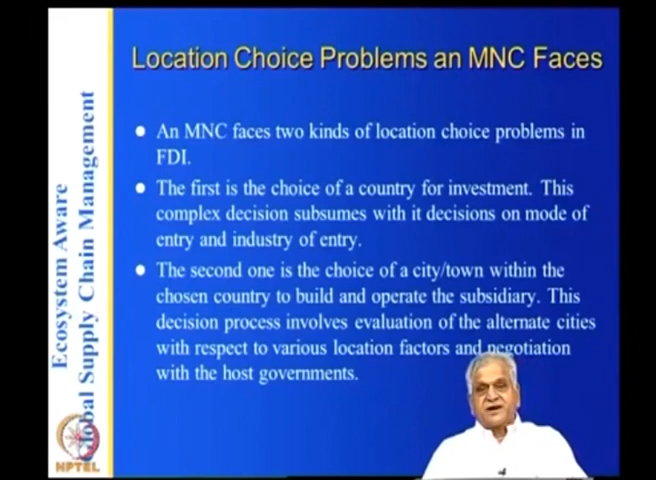 Location Choice Problems an MNC Faces
An MNC faces two kinds of location choice problems in
FDI.
The first is the choice of a country for investment. This
complex decision subsumes with it decisions on mode of
entry and industry of entry.
The second one is the choice of a city/town within the
chosen country to build and operate the subsidiary. This
decision process involves evaluation of the alternate cities
with respect to various location factors and negotiation
with the host governments.
Ecosystem Aware
Global Supply Chain Management
NPTEL